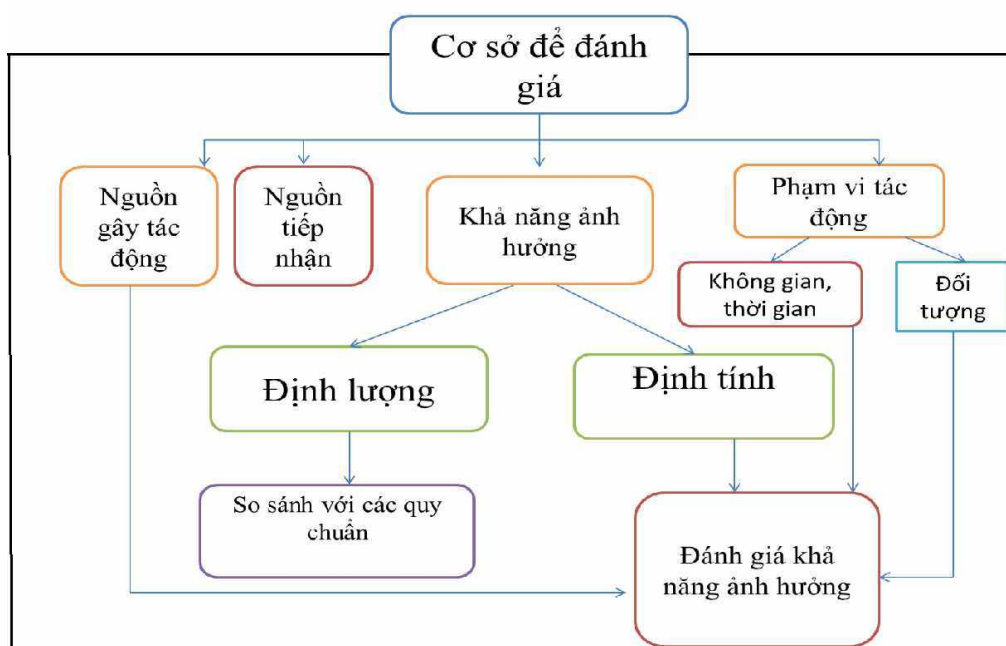 Cơ sở để đánh
giá
Nguồn
gây tác
động
Nguồn
tiếp
nhận
Khả năng ảnh
hưởng
Phạm vi tác
động
Không gian,
thời gian
Đối
tượng
Định lượng
Định tính
So sánh với các quy
chuẩn
Đánh giá khả
năng ảnh hưởng